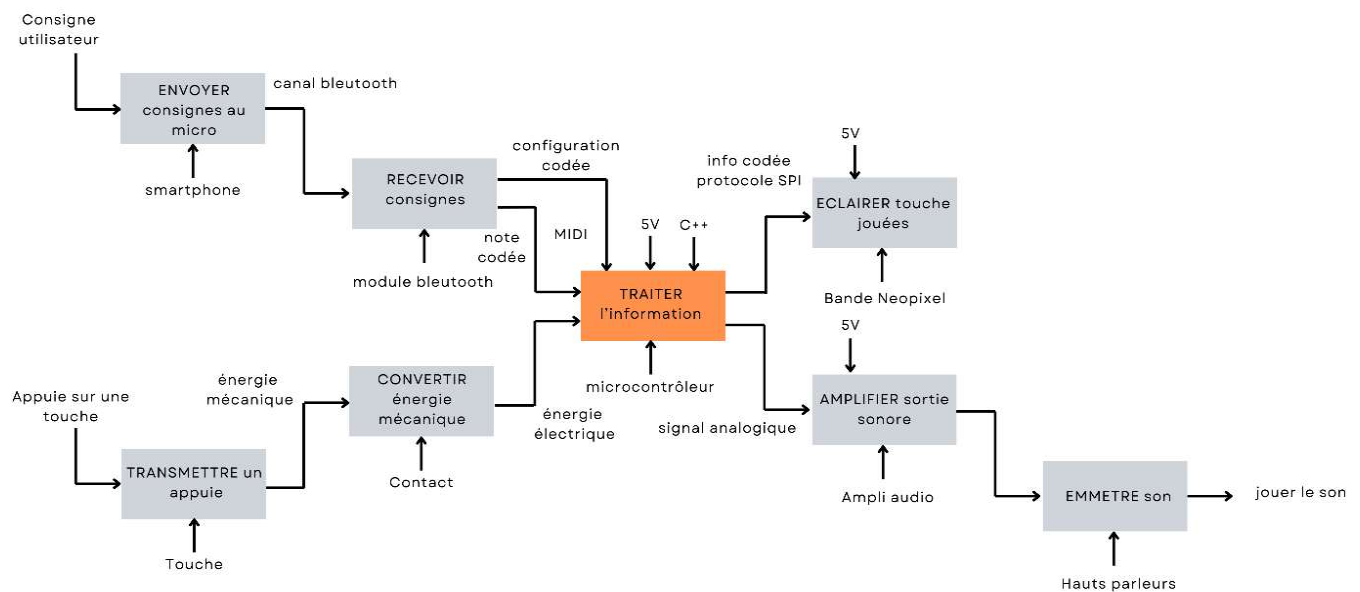 Consigne
utilisateur
ENVOYER
consignes au
micro
canal bleutooth
smartphone
RECEVOIR
consignes
module bleutooth
configuration
codée
note
codée
MIDI
5V
C++
TRAITER
l'information
microcontrôleur
info codée
protocole SPI
5V
ECLAIRER touche
jouées
Bande Neopixel
Appuie sur une
touche
TRANSMETTRE un
appuie
Touche
énergie
mécanique
CONVERTIR
énergie
mécanique
Contact
énergie
électrique
signal analogique
5V
AMPLIFIER sortie
sonore
Ampli audio
EMMETRE son
Hauts parleurs
jouer le son